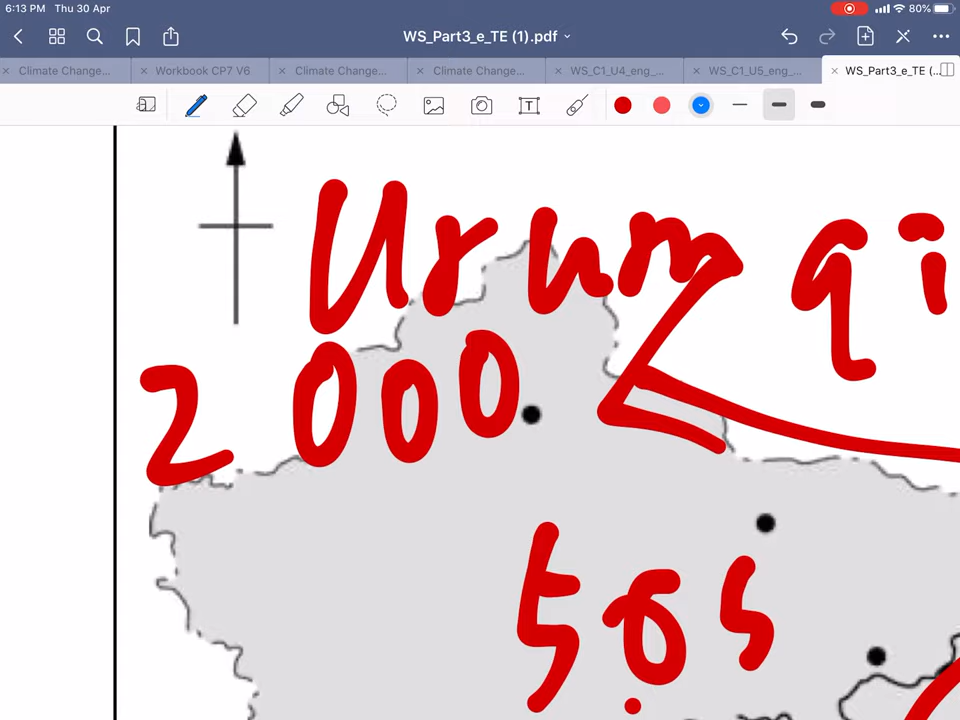 6:13 PM Thu 30 Apr
80%
WS_Part3_e_TE (1).pdf
Climate Change...
Workbook CP7 V6
Climate Change...
Climate Change...
WS_C1_U4_eng_...
WS_C1_U5_eng_...
WS_Part3_e_TE (...
T
Urumqi
2000